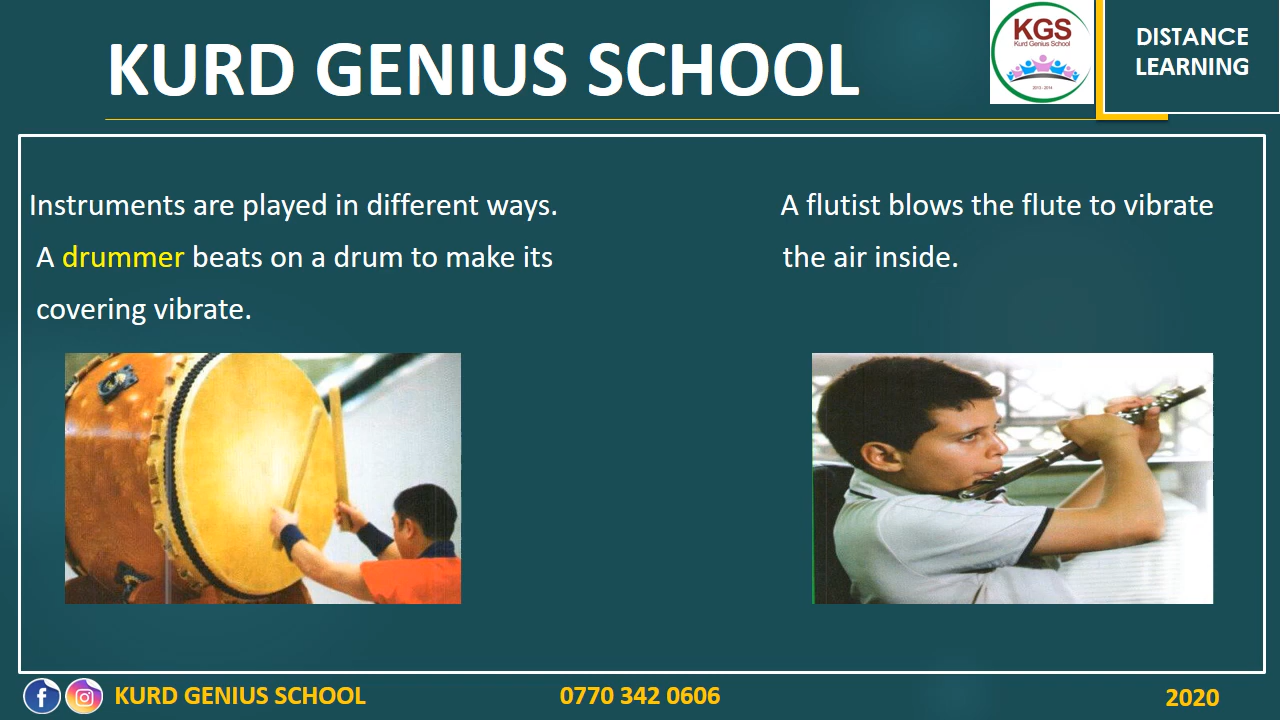 KURD GENIUS SCHOOL
KGS
Kurd Genius School
2013 - 2014
DISTANCE
LEARNING
Instruments are played in different ways.
A drummer beats on a drum to make its
covering vibrate.
A flutist blows the flute to vibrate
the air inside.
KURD GENIUS SCHOOL
0770 342 0606
2020